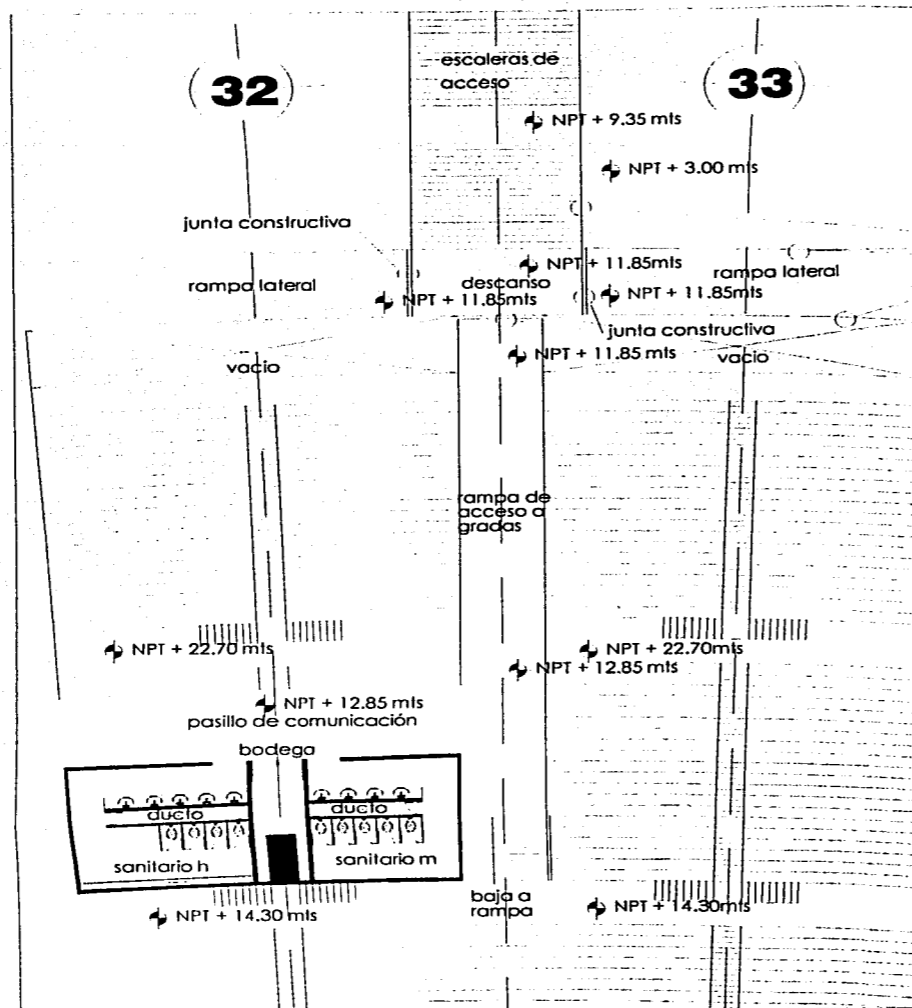 escaleras de
acceso
(32)
(33)
NPT + 9.35 mts
NPT + 3.00 mts
junta constructiva
NPT + 11.85mts
rampa lateral
descanso
rampa lateral
NPT + 11.85mts
NPT + 11.85mts
junta constructiva
NPT + 11.85 mts
vacio
vacio
rampa de
acceso a
gradas
NPT + 22.70 mts
NPT + 22.70mts
NPT + 12.85 mts
NPT + 12.85 mts
pasillo de comunicación
bodega
ducto
ducto
sanitario h
sanitario m
baja a
rampa
NPT + 14.30 mts
NPT + 14.30mts